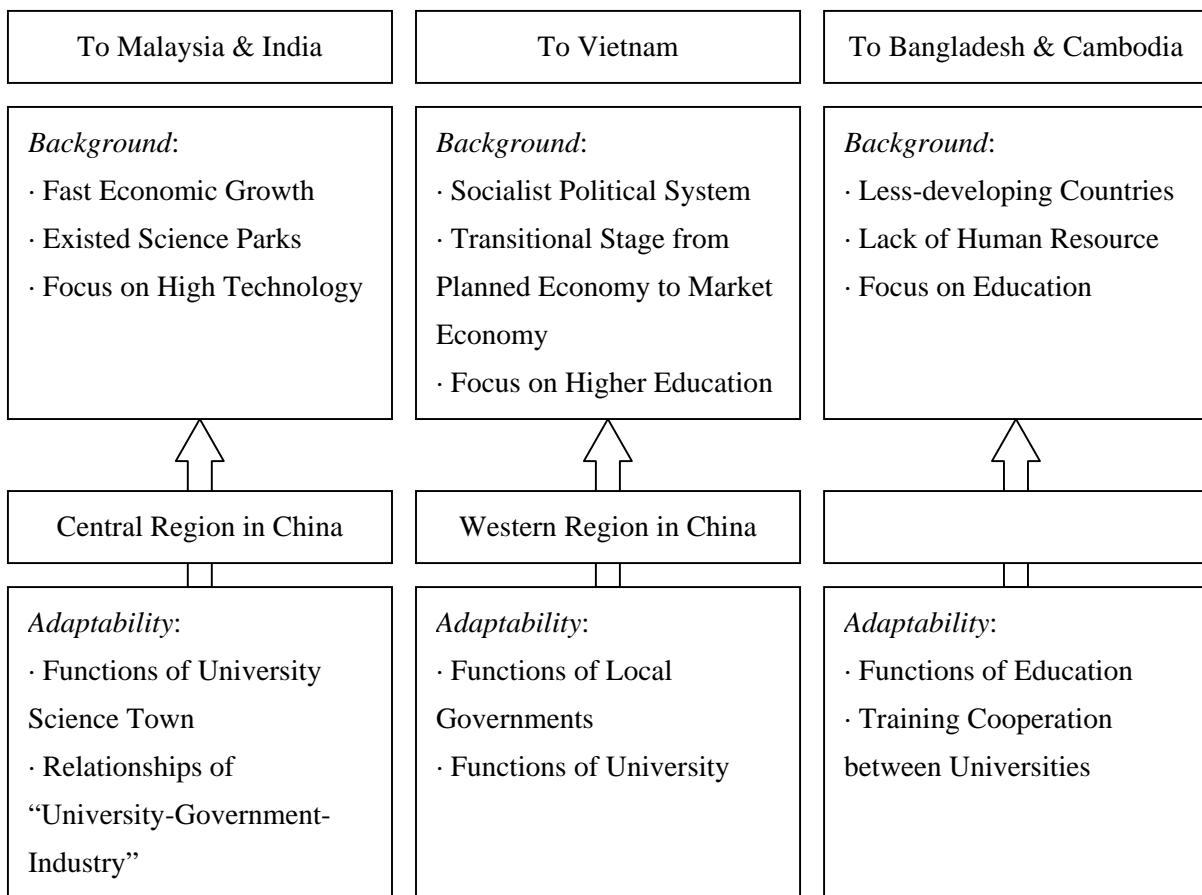 To Malaysia & India
To Vietnam
To Bangladesh & Cambodia
Background:
· Fast Economic Growth
· Existed Science Parks
· Focus on High Technology
Background:
· Socialist Political System
· Transitional Stage from
Planned Economy to Market
Economy
· Focus on Higher Education
Background:
· Less-developing Countries
· Lack of Human Resource
· Focus on Education
Central Region in China
Western Region in China
Adaptability:
· Functions of University
Science Town
· Relationships of
“University-Government-
Industry”
Adaptability:
· Functions of Local
Governments
· Functions of University
Adaptability:
· Functions of Education
· Training Cooperation
between Universities